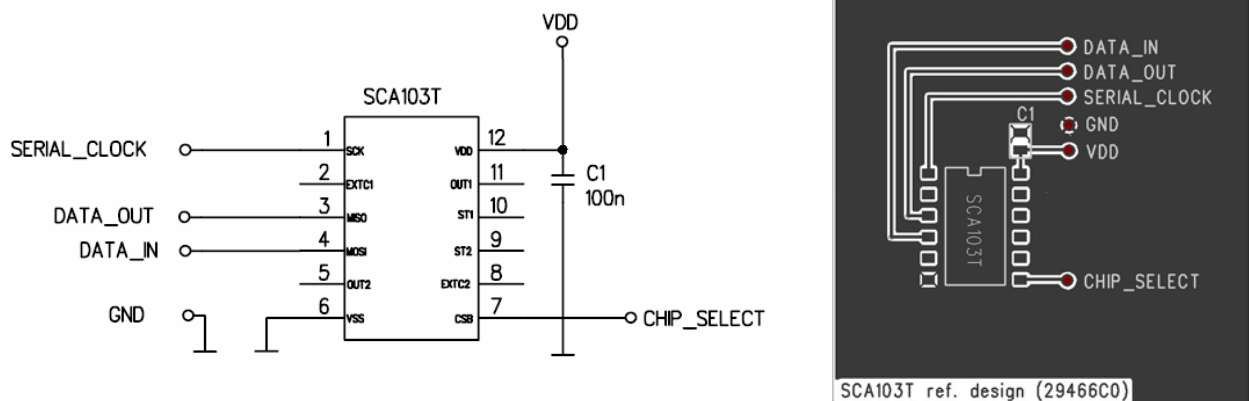 VDD
SCA103T
SERIAL_CLOCK
1
SCK
VDD
12
2
EXTC1
OUT1
11
C1
100n
DATA_OUT
3
MISO
ST1
10
DATA_IN
4
MOSI
ST2
9
5
OUT2
EXTC2
8
GND
6
VSS
CSB
7
CHIP_SELECT
DATA_IN
DATA_OUT
SERIAL_CLOCK
C1
GND
VDD
SCA103T
CHIP_SELECT
SCA103T ref. design (29466C0)